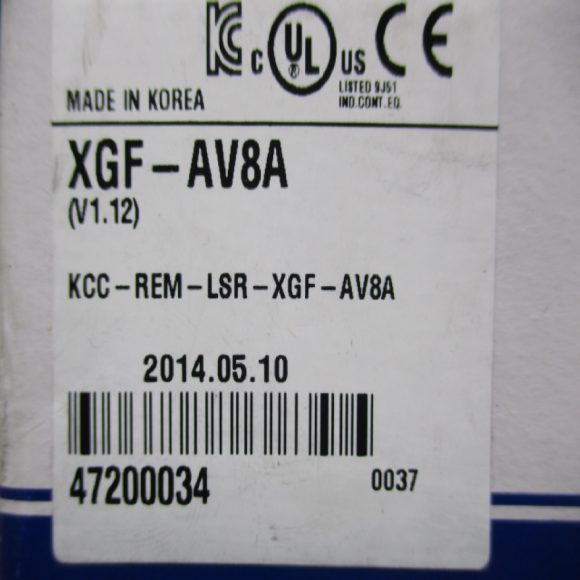 KC C UL US CE
LISTED 9J51
IND.CONT.EQ.
MADE IN KOREA
XGF-AV8A
(V1.12)
KCC-REM-LSR-XGF-AV8A
2014.05.10
47200034 0037